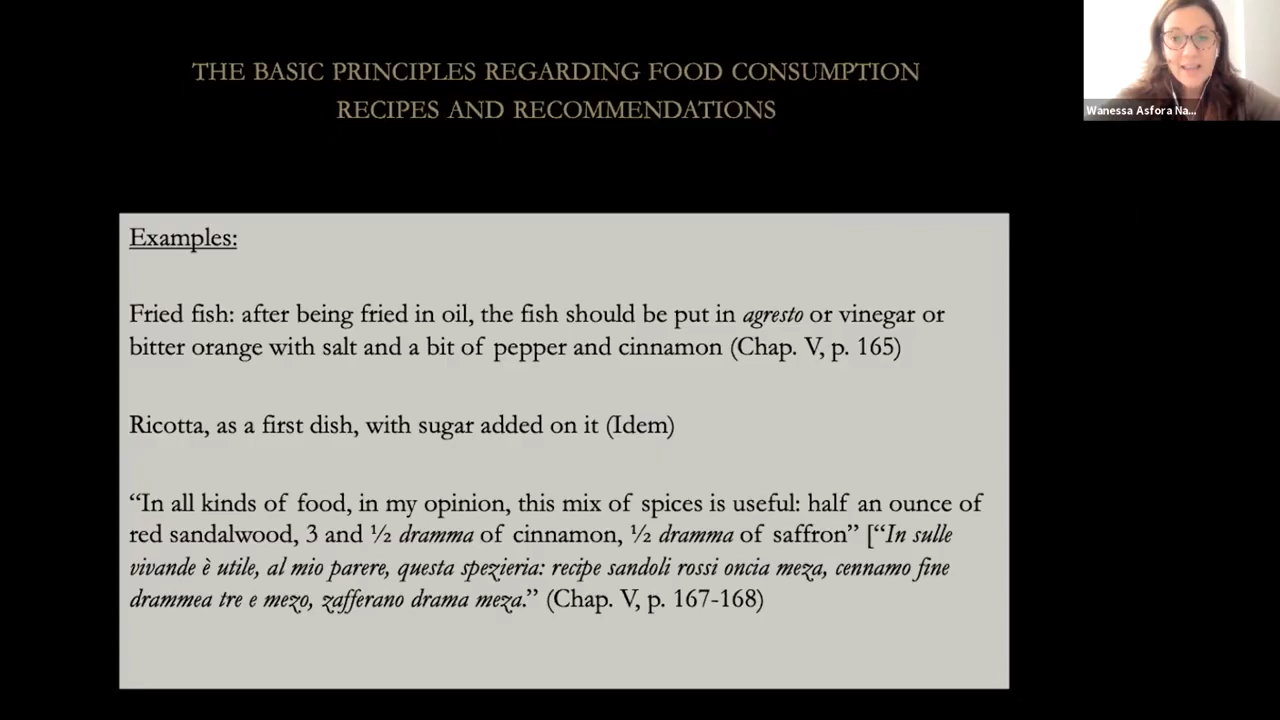 THE BASIC PRINCIPLES REGARDING FOOD CONSUMPTION
RECIPES AND RECOMMENDATIONS
Wanessa Asfora Na...
Examples:
Fried fish: after being fried in oil, the fish should be put in agresto or vinegar or
bitter orange with salt and a bit of pepper and cinnamon (Chap. V, p. 165)
Ricotta, as a first dish, with sugar added on it (Idem)
“In all kinds of food, in my opinion, this mix of spices is useful: half an ounce of
red sandalwood, 3 and ½ dramma of cinnamon, ½ dramma of saffron” [“In sulle
vivande è utile, al mio parere, questa spezieria: recipe sandoli rossi oncia meza, cennamo fine
drammea tre e mezo, zafferano drama meza.” (Chap. V, p. 167-168)